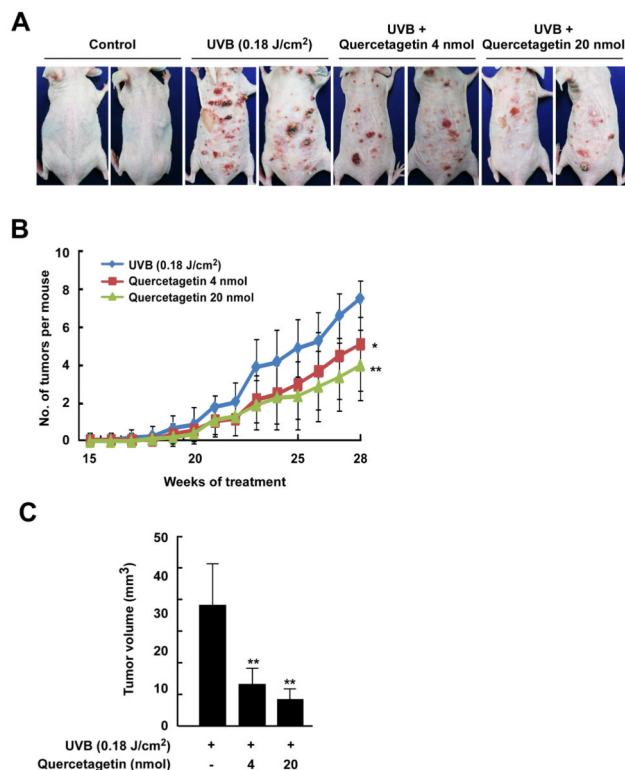 A
Control
UVB (0.18 J/cm²)
UVB +
Quercetagetin 4 nmol
UVB +
Quercetagetin 20 nmol
B
No. of tumors per mouse
10
8
6
4
2
0
UVB (0.18 J/cm²)
Quercetagetin 4 nmol
Quercetagetin 20 nmol
*
**
15 20 25 28
Weeks of treatment
C
Tumor volume (mm³)
50
40
30
20
10
0
**
**
UVB (0.18 J/cm²) + + +
Quercetagetin (nmol) - 4 20